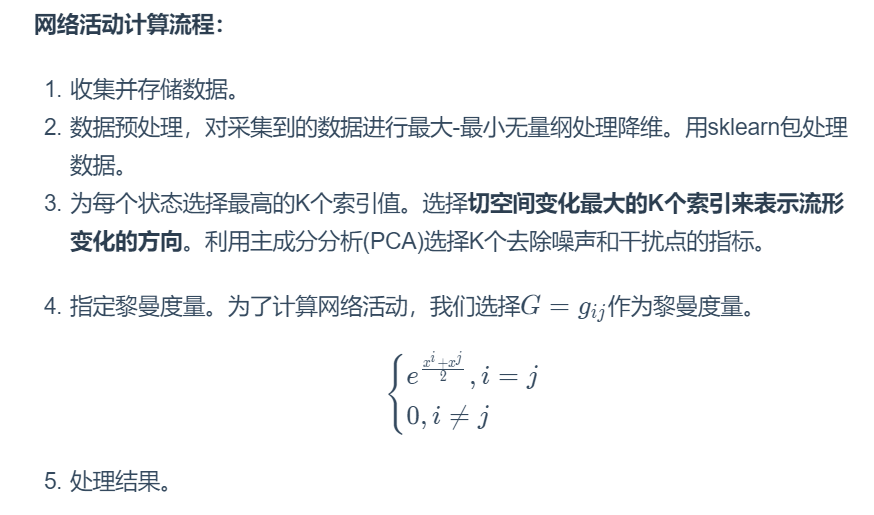 网络活动计算流程：
1. 收集并存储数据。
2. 数据预处理，对采集到的数据进行最大-最小无量纲处理降维。用sklearn包处理
数据。
3. 为每个状态选择最高的K个索引值。选择切空间变化最大的K个索引来表示流形
变化的方向。利用主成分分析(PCA)选择K个去除噪声和干扰点的指标。
4. 指定黎曼度量。为了计算网络活动，我们选择G = g_{ij}作为黎曼度量。
e^{\frac{x^i+x^j}{2}}, i = j
0, i ≠ j
5. 处理结果。